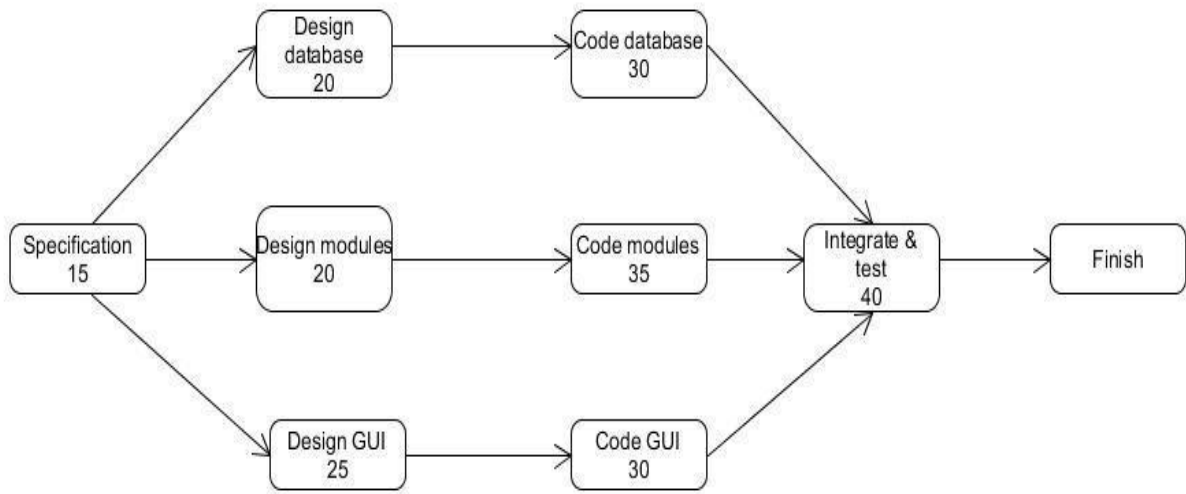 Design
database
20
Code database
30
Specification
15
Design modules
20
Code modules
35
Integrate &
test
40
Finish
Design GUI
25
Code GUI
30